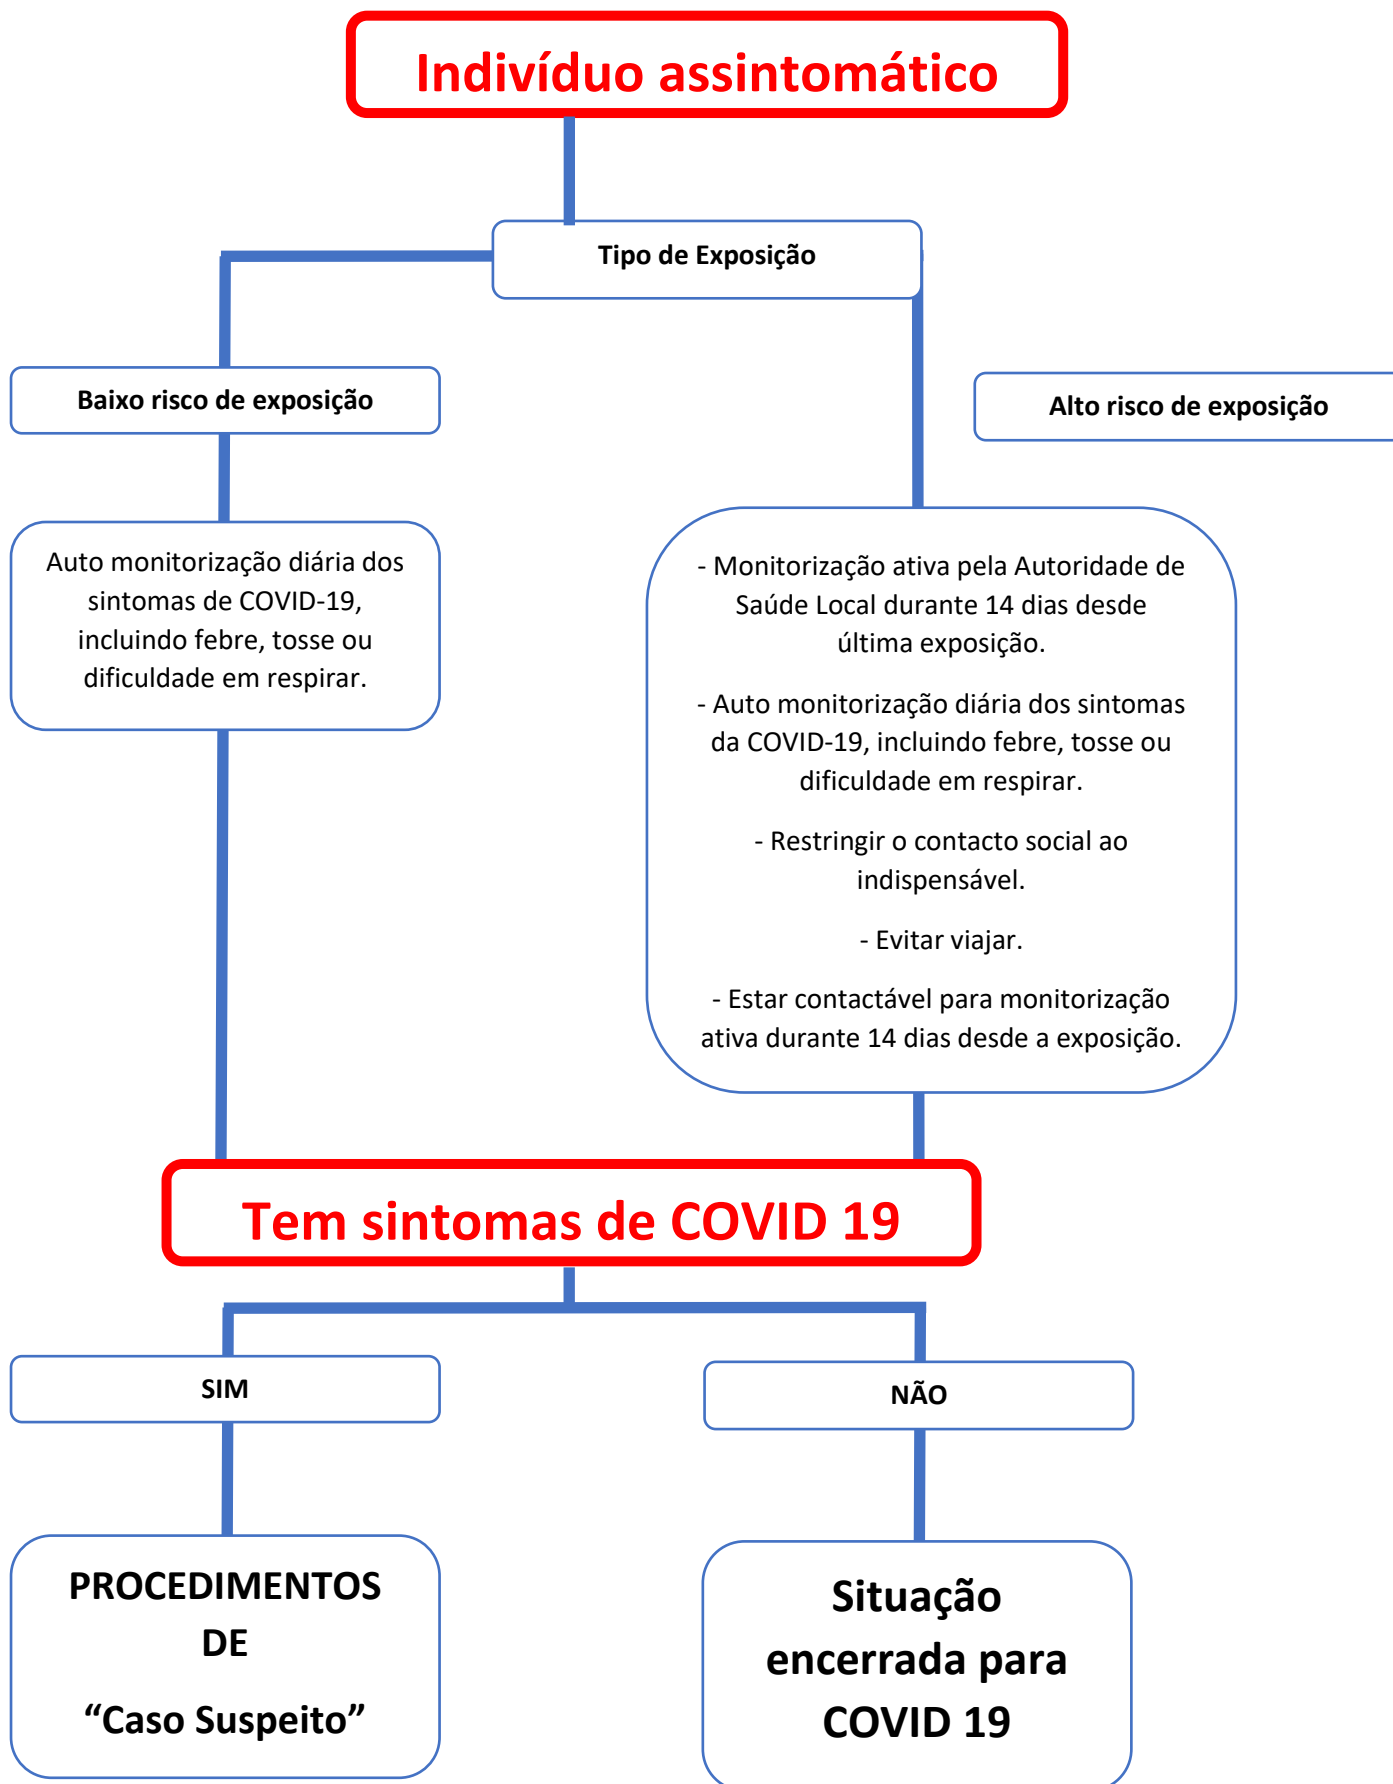 Indivíduo assintomático
Tipo de Exposição
Baixo risco de exposição
Alto risco de exposição
Auto monitorização diária dos
sintomas de COVID-19,
incluindo febre, tosse ou
dificuldade em respirar.
- Monitorização ativa pela Autoridade de
Saúde Local durante 14 dias desde
última exposição.
- Auto monitorização diária dos sintomas
da COVID-19, incluindo febre, tosse ou
dificuldade em respirar.
- Restringir o contacto social ao
indispensável.
- Evitar viajar.
- Estar contactável para monitorização
ativa durante 14 dias desde a exposição.
Tem sintomas de COVID 19
SIM
NÃO
PROCEDIMENTOS
DE
“Caso Suspeito”
Situação
encerrada para
COVID 19